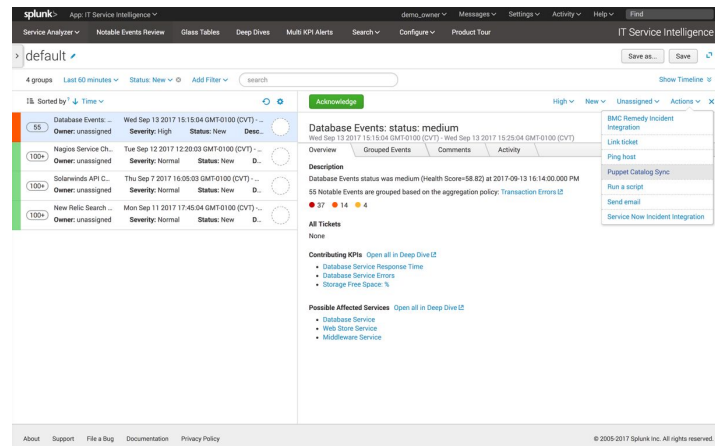 splunk> App: IT Service Intelligence demo_owner Messages Settings Activity Help Find
Service Analyzer Notable Events Review Glass Tables Deep Dives Multi KPI Alerts Search Configure Product Tour IT Service Intelligence
default Save as... Save
4 groups Last 60 minutes Status: New Add Filter search Show Timeline
Sorted by Time
55 Database Events: ... Wed Sep 13 2017 15:15:04 GMT-0100 (CVT) - ...
Owner: unassigned Severity: High Status: New Desc...
100+ Nagios Service Ch... Tue Sep 12 2017 12:20:03 GMT-0100 (CVT) - ...
Owner: unassigned Severity: Normal Status: New D...
100+ Solarwinds API C... Thu Sep 7 2017 16:05:03 GMT-0100 (CVT) - ...
Owner: unassigned Severity: Normal Status: New D...
100+ New Relic Search ... Mon Sep 11 2017 17:45:04 GMT-0100 (CVT) - ...
Owner: unassigned Severity: Normal Status: New D...
Acknowledge High New Unassigned Actions
BMC Remedy Incident
Integration
Link ticket
Ping host
Puppet Catalog Sync
Run a script
Send email
Service Now Incident Integration
Database Events: status: medium
Wed Sep 13 2017 15:15:04 GMT-0100 (CVT) - Wed Sep 13 2017 15:25:04 GMT-0100 (CVT)
Overview Grouped Events Comments Activity
Description
Database Events status was medium (Health Score=58.82) at 2017-09-13 16:14:00.000 PM
55 Notable Events are grouped based on the aggregation policy: Transaction Errors
37 14 4
All Tickets
None
Contributing KPIs Open all in Deep Dive
Database Service Response Time
Database Service Errors
Storage Free Space: %
Possible Affected Services Open all in Deep Dive
Database Service
Web Store Service
Middleware Service
About Support File a Bug Documentation Privacy Policy © 2005-2017 Splunk Inc. All rights reserved.